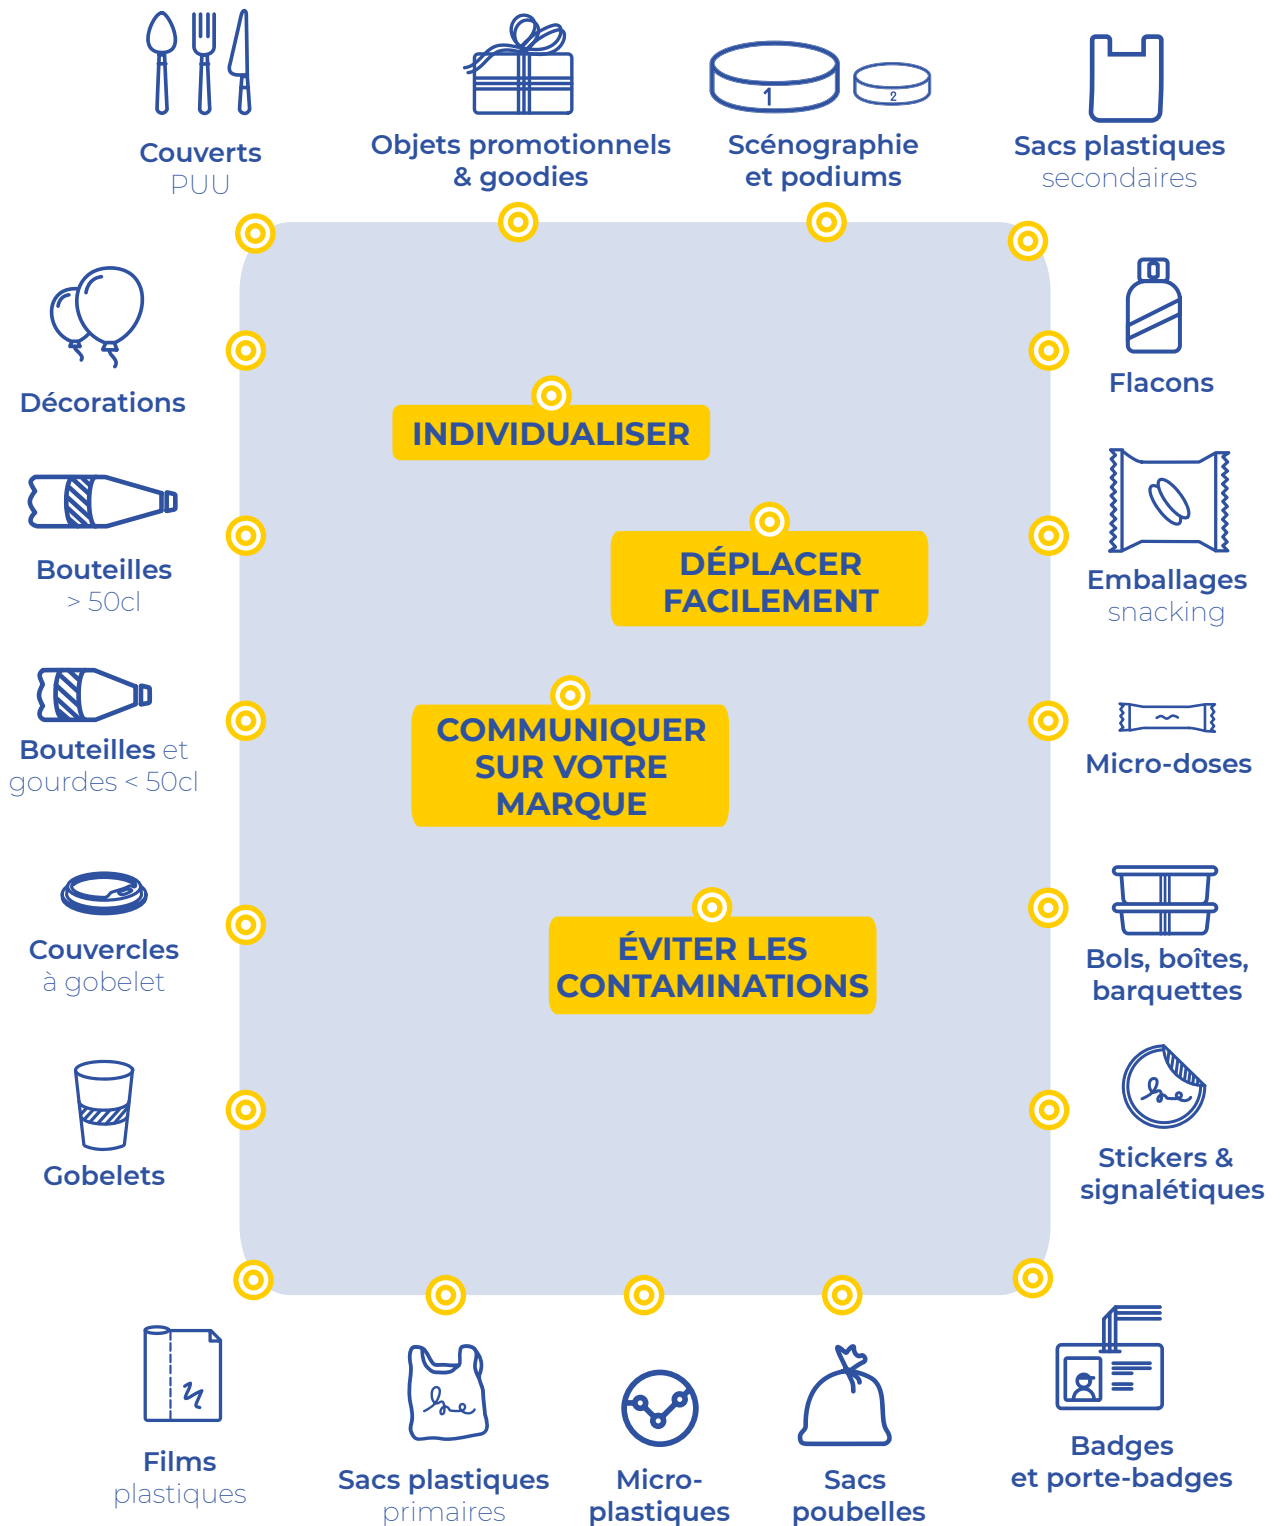 Couverts
PUU
Objets promotionnels
& goodies
1
2
Scénographie
et podiums
Sacs plastiques
secondaires
Décorations
Flacons
INDIVIDUALISER
Bouteilles
> 50cl
DÉPLACER
FACILEMENT
Emballages
snacking
Bouteilles et
gourdes < 50cl
COMMUNIQUER
SUR VOTRE
MARQUE
Micro-doses
Couvercles
à gobelet
ÉVITER LES
CONTAMINATIONS
Bols, boîtes,
barquettes
Gobelets
Stickers &
signalétiques
Films
plastiques
Sacs plastiques
primaires
Micro-
plastiques
Sacs
poubelles
Badges
et porte-badges